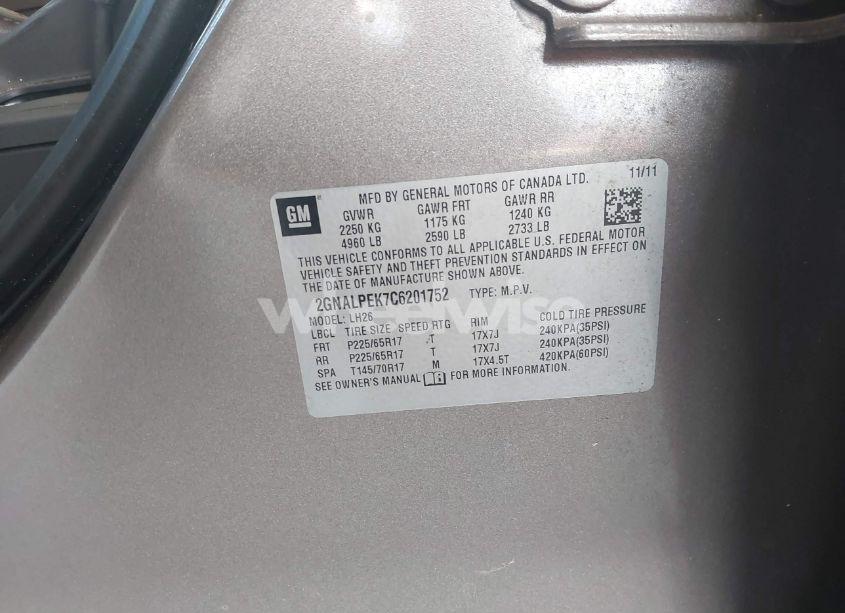 GM
MFD BY GENERAL MOTORS OF CANADA LTD. 11/11
GVWR GAWR FRT GAWR RR
2250 KG 1175 KG 1240 KG
4960 LB 2590 LB 2733 LB
THIS VEHICLE CONFORMS TO ALL APPLICABLE U.S. FEDERAL MOTOR
VEHICLE SAFETY AND THEFT PREVENTION STANDARDS IN EFFECT ON
THE DATE OF MANUFACTURE SHOWN ABOVE.
2GNALPEK7C6201752 TYPE: M.P.V.
MODEL: LH26
LBCL TIRE SIZE SPEED RTG RIM COLD TIRE PRESSURE
FRT P225/65R17 T 17X7J 240KPA(35PSI)
RR P225/65R17 T 17X7J 240KPA(35PSI)
SPA T145/70R17 M 17X4.5T 420KPA(60PSI)
SEE OWNER'S MANUAL FOR MORE INFORMATION.
WheelWise